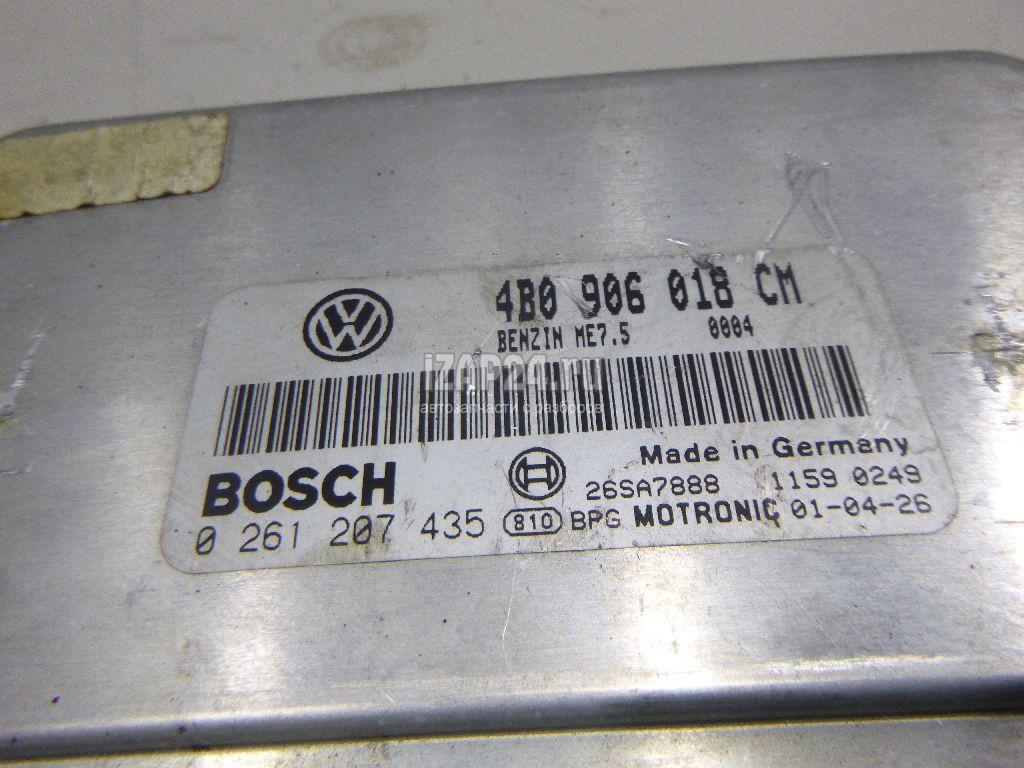 4B0 906 018 CM
BENZIN ME7.5 0004
iZAP24.ru
автозапчасти с разборов
Made in Germany
BOSCH 26SA7888 1159 0249
0 261 207 435 810 BPG MOTRONIC 01-04-26